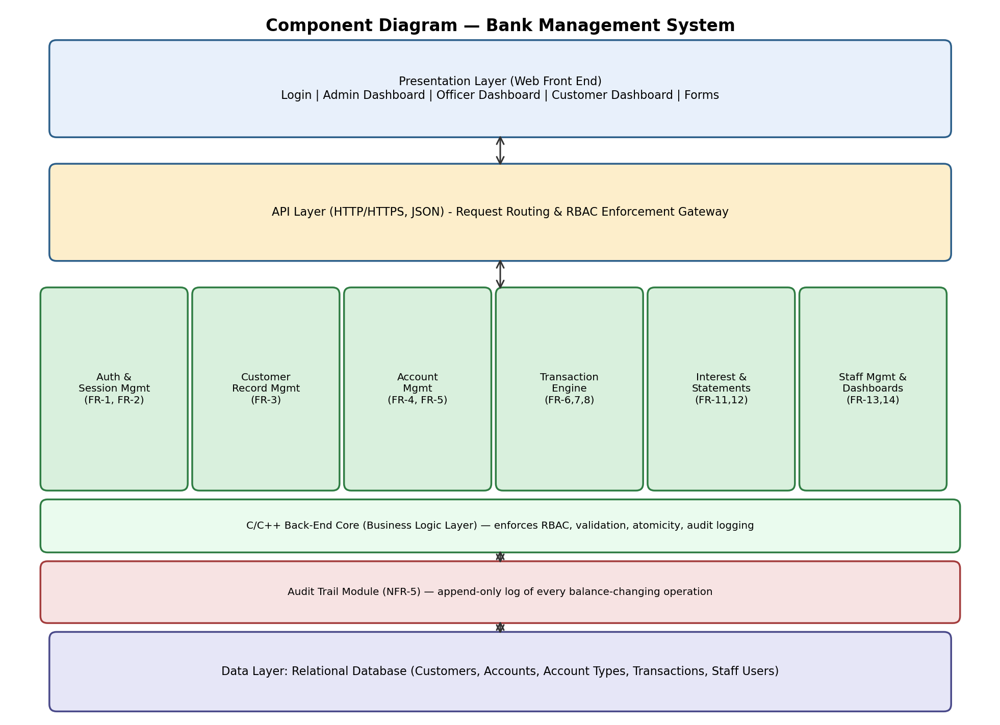 Component Diagram — Bank Management System
Presentation Layer (Web Front End)
Login | Admin Dashboard | Officer Dashboard | Customer Dashboard | Forms
API Layer (HTTP/HTTPS, JSON) - Request Routing & RBAC Enforcement Gateway
Auth &
Session Mgmt
(FR-1, FR-2)
Customer
Record Mgmt
(FR-3)
Account
Mgmt
(FR-4, FR-5)
Transaction
Engine
(FR-6,7,8)
Interest &
Statements
(FR-11,12)
Staff Mgmt &
Dashboards
(FR-13,14)
C/C++ Back-End Core (Business Logic Layer) — enforces RBAC, validation, atomicity, audit logging
Audit Trail Module (NFR-5) — append-only log of every balance-changing operation
Data Layer: Relational Database (Customers, Accounts, Account Types, Transactions, Staff Users)